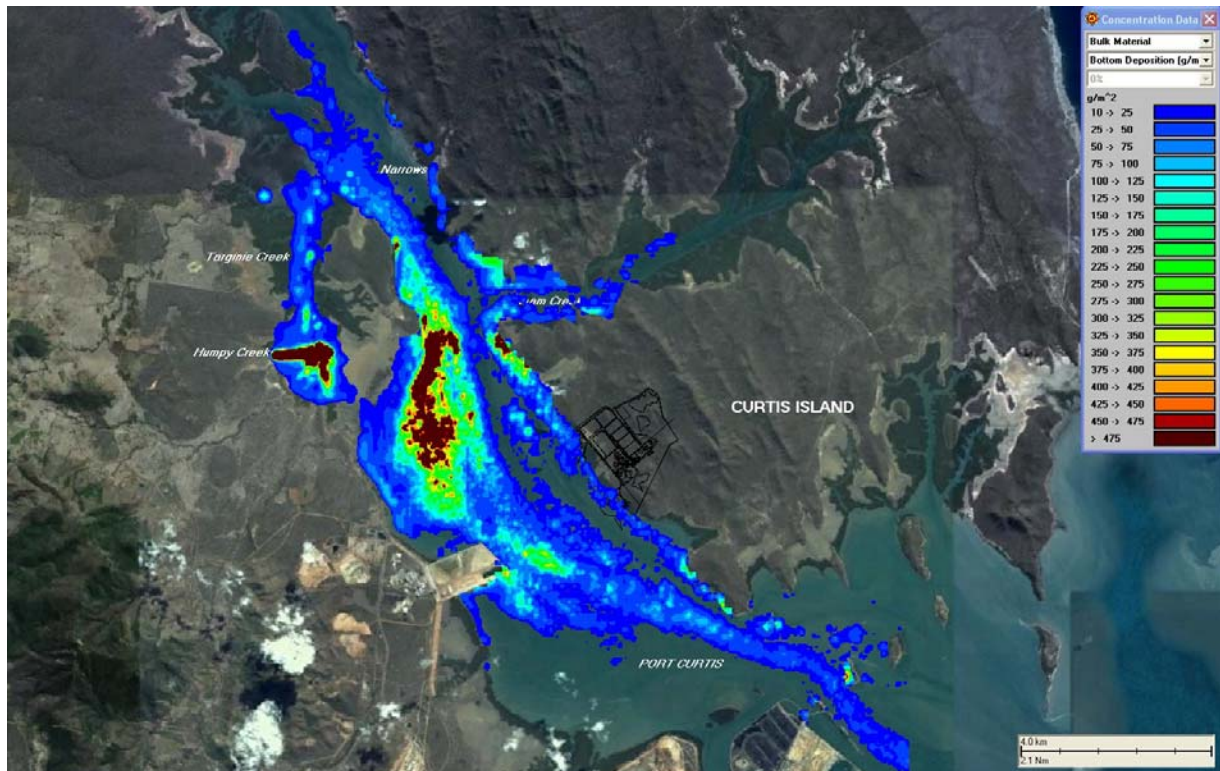 Concentration Data
Bulk Material
Bottom Deposition (g/m
0%
g/m^2
10 -> 25
25 -> 50
50 -> 75
75 -> 100
100 -> 125
125 -> 150
150 -> 175
175 -> 200
200 -> 225
225 -> 250
250 -> 275
275 -> 300
300 -> 325
325 -> 350
350 -> 375
375 -> 400
400 -> 425
425 -> 450
450 -> 475
> 475
Narrows
Targinie Creek
Creek
Humpy Creek
CURTIS ISLAND
PORT CURTIS
4.0 km
2.1 Nm